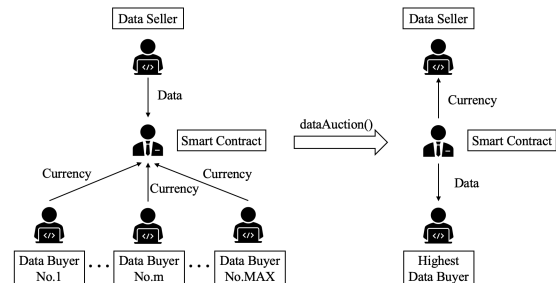 Data Seller
</>
Data
Smart Contract
Currency
Currency
Currency
</>
</>
</>
Data Buyer
No.1
...
Data Buyer
No.m
...
Data Buyer
No.MAX
dataAuction()
Data Seller
</>
Currency
Smart Contract
Data
</>
Highest
Data Buyer